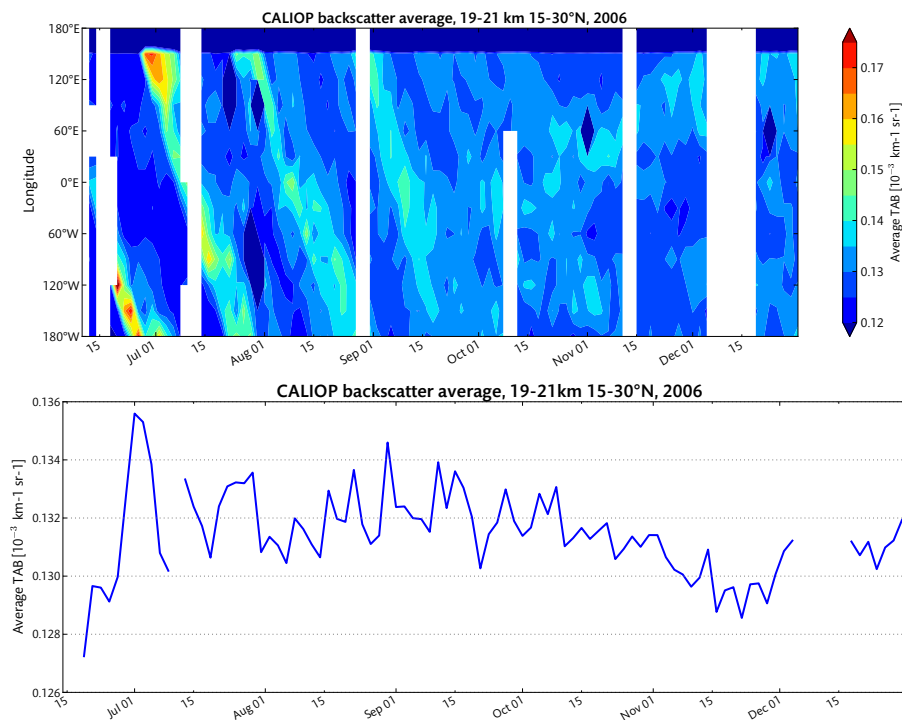 CALIOP backscatter average, 19-21 km 15-30°N, 2006
180°E
120°E
60°E
0°E
60°W
120°W
180°W
Longitude
15
Jul 01
15
Aug 01
15
Sep 01
15
Oct 01
15
Nov 01
15
Dec 01
15
0.17
0.16
0.15
0.14
0.13
0.12
Average TAB [10⁻³ km-1 sr-1]
CALIOP backscatter average, 19-21km 15-30°N, 2006
0.136
0.134
0.132
0.130
0.128
0.126
Average TAB [10⁻³ km-1 sr-1]
15
Jul 01
15
Aug 01
15
Sep 01
15
Oct 01
15
Nov 01
15
Dec 01
15